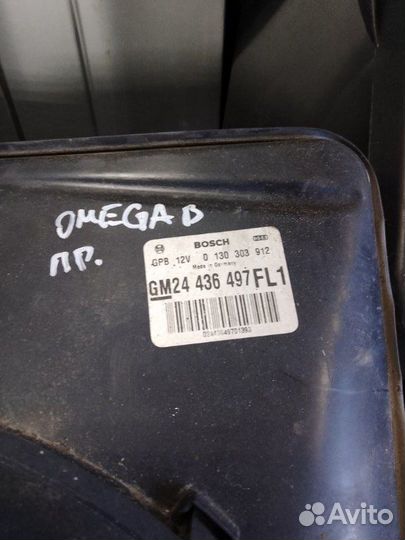 OMEGA B
ПР.
BOSCH
GPB 12V 0 130 303 912
Made in Germany
GM24 436 497FL1
Avito